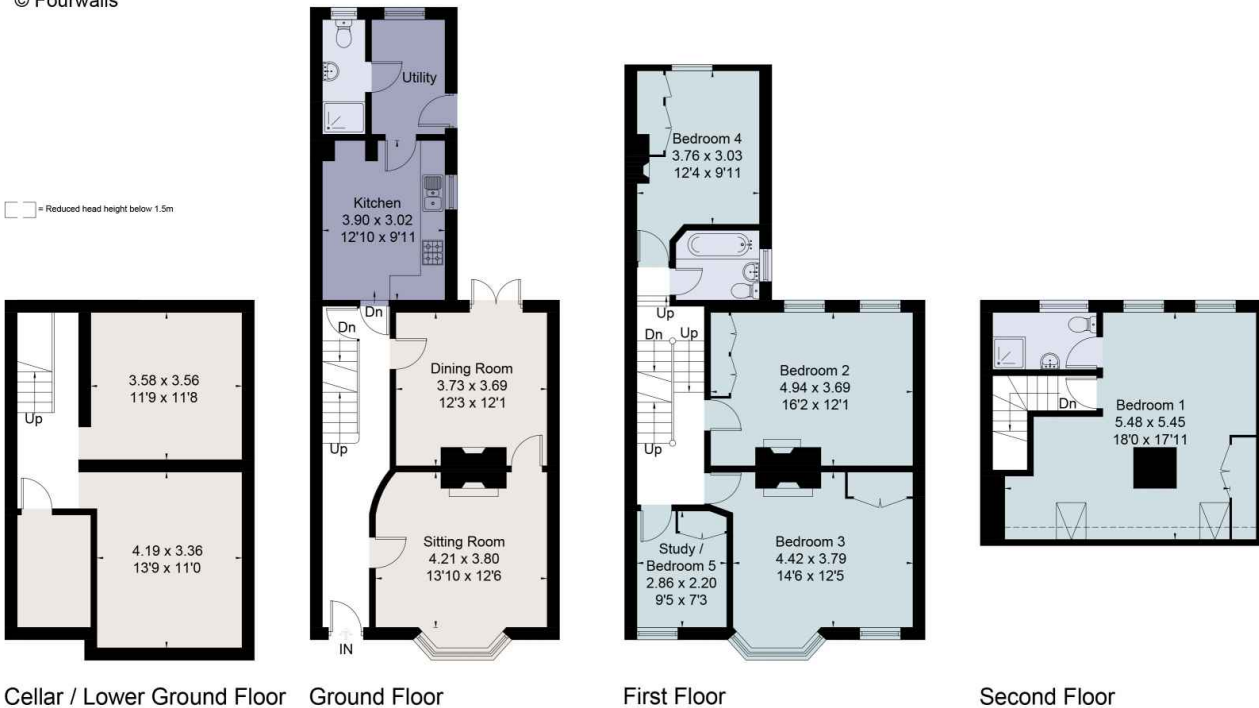 © Fourwalls
= Reduced head height below 1.5m
3.58 x 3.56
11'9 x 11'8
Up
4.19 x 3.36
13'9 x 11'0
Cellar / Lower Ground Floor
Utility
Kitchen
3.90 x 3.02
12'10 x 9'11
Dn
Dn
Dining Room
3.73 x 3.69
12'3 x 12'1
Up
Sitting Room
4.21 x 3.80
13'10 x 12'6
IN
Ground Floor
Bedroom 4
3.76 x 3.03
12'4 x 9'11
Up
Dn
Up
Bedroom 2
4.94 x 3.69
16'2 x 12'1
Up
Study /
Bedroom 5
2.86 x 2.20
9'5 x 7'3
Bedroom 3
4.42 x 3.79
14'6 x 12'5
First Floor
Dn
Bedroom 1
5.48 x 5.45
18'0 x 17'11
Second Floor